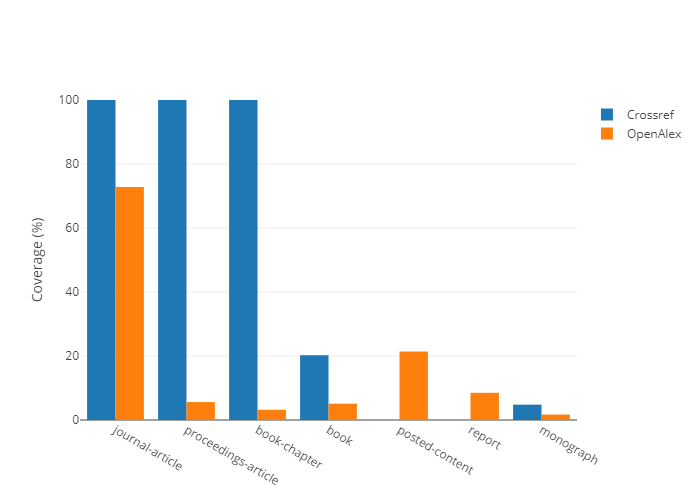 100
80
60
40
20
0
Coverage (%)
journal-article
proceedings-article
book-chapter
book
posted-content
report
monograph
Crossref
OpenAlex